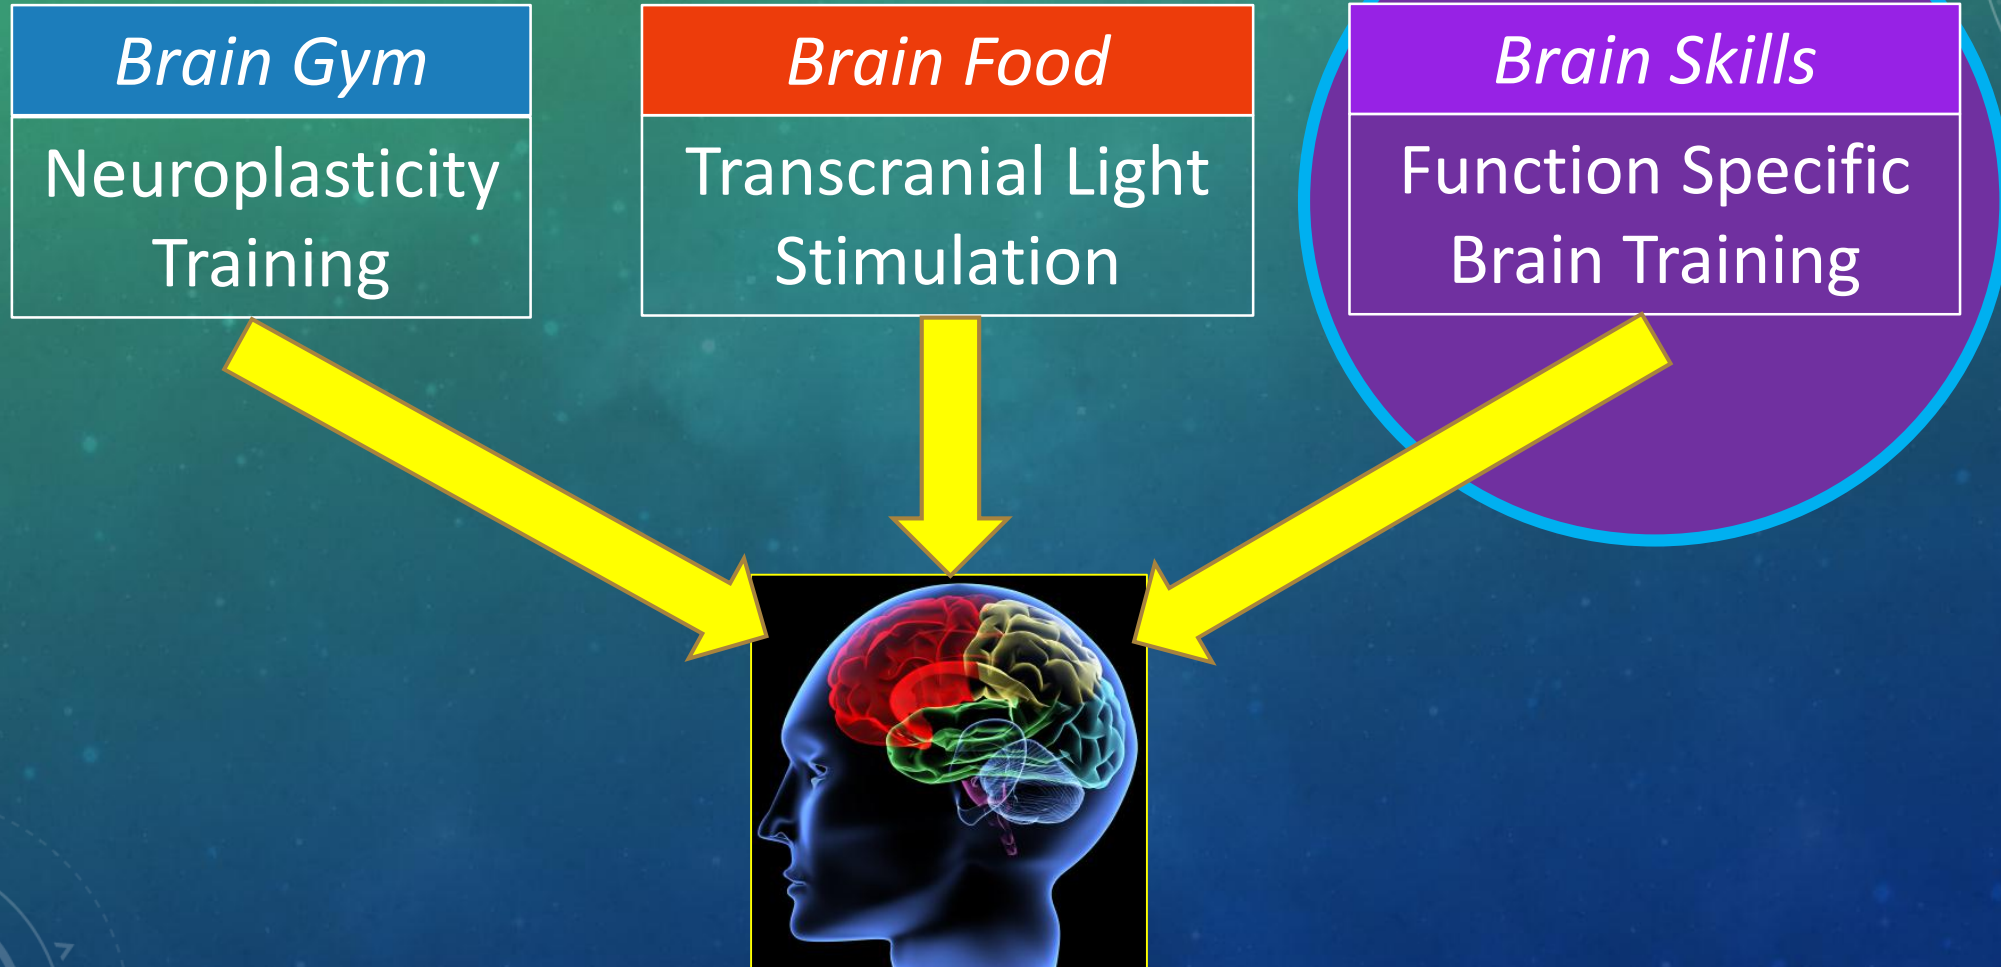 Brain Gym
Neuroplasticity
Training
Brain Food
Transcranial Light
Stimulation
Brain Skills
Function Specific
Brain Training